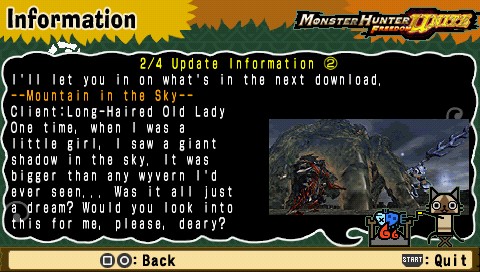 Information
MONSTER HUNTER
FREEDOM UNITE
2/4 Update Information ②
I'll let you in on what's in the next download.
--Mountain in the Sky--
Client:Long-Haired Old Lady
One time, when I was a
little girl, I saw a giant
shadow in the sky. It was
bigger than any wyvern I'd
ever seen... Was it all just
a dream? Would you look into
this for me, please, deary?
: Back
START: Quit